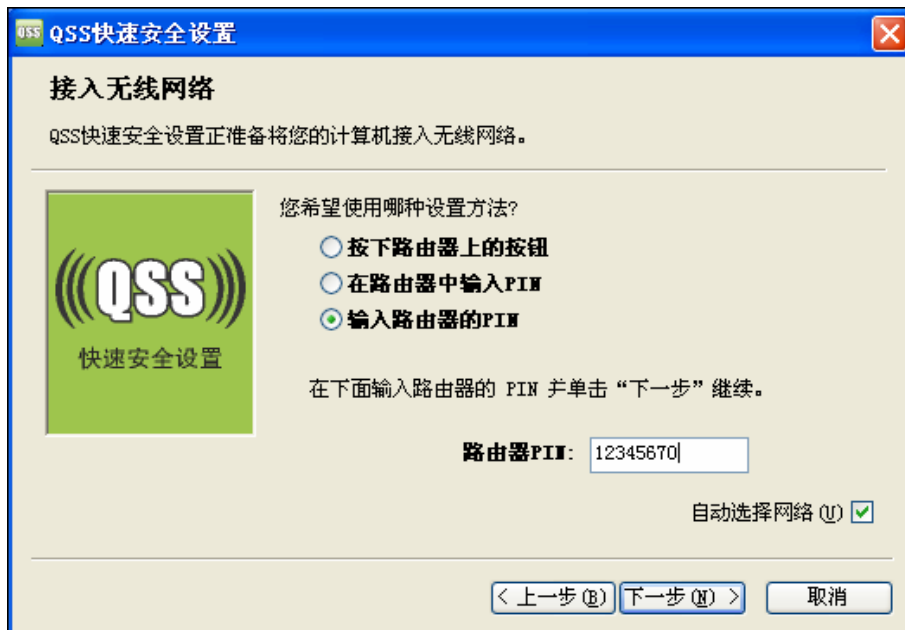 QSS QSS快速安全设置
接入无线网络
QSS快速安全设置正准备将您的计算机接入无线网络。
您希望使用哪种设置方法?
按下路由器上的按钮
在路由器中输入PIN
输入路由器的PIN
(((QSS)))
快速安全设置
在下面输入路由器的 PIN 并单击“下一步”继续。
路由器PIN: 12345670
自动选择网络(U)
< 上一步(B) 下一步(N) > 取消